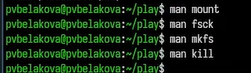 pvbelakova@pvbelakova:~/play$ man mount
pvbelakova@pvbelakova:~/play$ man fsck
pvbelakova@pvbelakova:~/play$ man mkfs
pvbelakova@pvbelakova:~/play$ man kill
pvbelakova@pvbelakova:~/play$